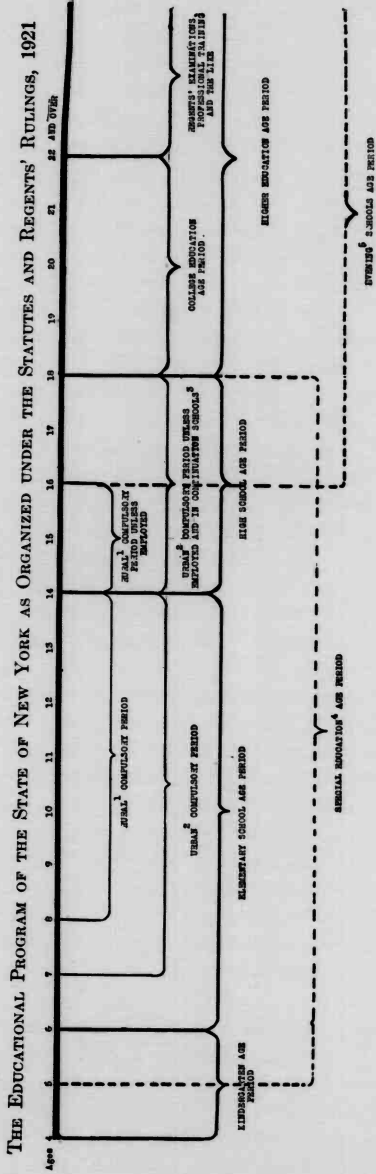 THE EDUCATIONAL PROGRAM OF THE STATE OF NEW YORK AS ORGANIZED UNDER THE STATUTES AND REGENTS' RULINGS, 1921
Ages 4 5 6 7 8 9 10 11 12 13 14 15 16 17 18 19 20 21 22 AND OVER
RURAL¹ COMPULSORY PERIOD
RURAL¹ COMPULSORY
PERIOD UNLESS
EMPLOYED
URBAN² COMPULSORY PERIOD
URBAN² COMPULSORY PERIOD UNLESS
EMPLOYED AND IN CONTINUATION SCHOOLS³
COLLEGE EDUCATION
AGE PERIOD.
REGENTS' EXAMINATIONS,
PROFESSIONAL TRAINING
AND THE LIKE
KINDERGARTEN AGE
PERIOD
ELEMENTARY SCHOOL AGE PERIOD
HIGH SCHOOL AGE PERIOD
HIGHER EDUCATION AGE PERIOD
SPECIAL EDUCATION⁴ AGE PERIOD
EVENING⁵ SCHOOLS AGE PERIOD